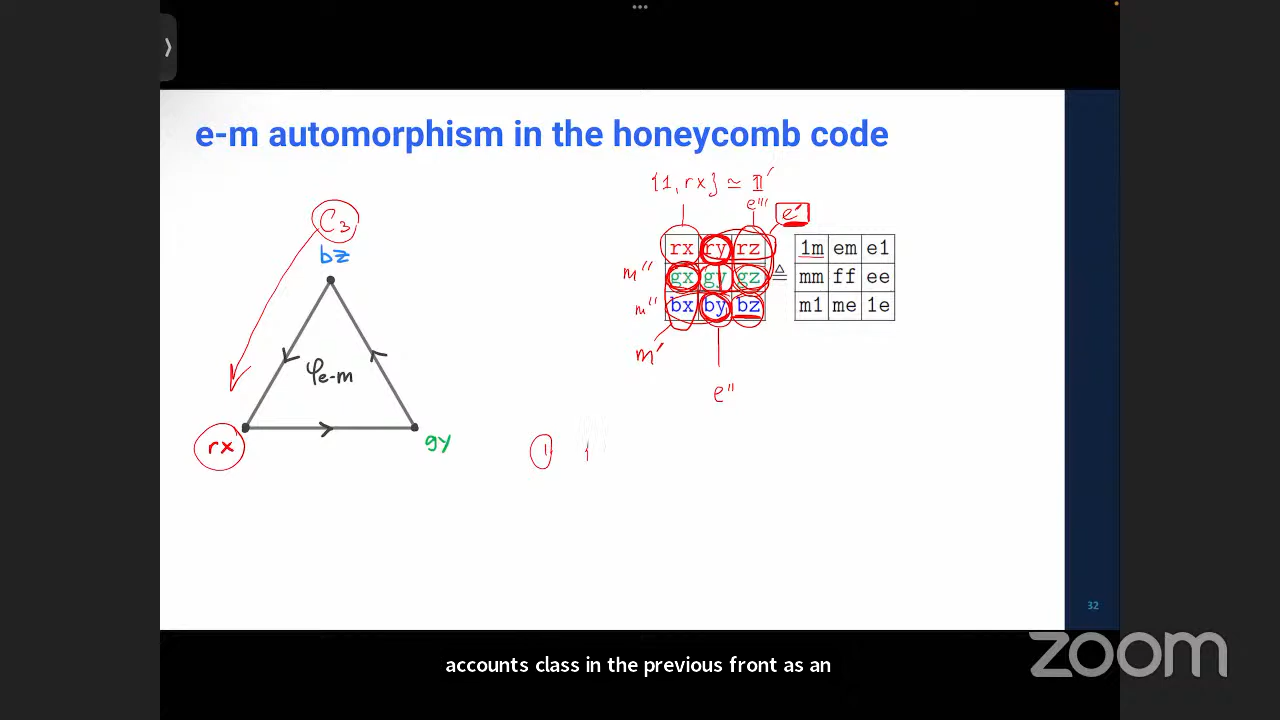 e-m automorphism in the honeycomb code
{1, rx} ≃ 𝟙′
C₃
e‴
e′
bz
rx ry rz
1m em e1
m″
gx gy gz
≜
mm ff ee
m″
bx by bz
m1 me 1e
m′
φe-m
e″
rx
gy
1
32
accounts class in the previous front as an
zoom